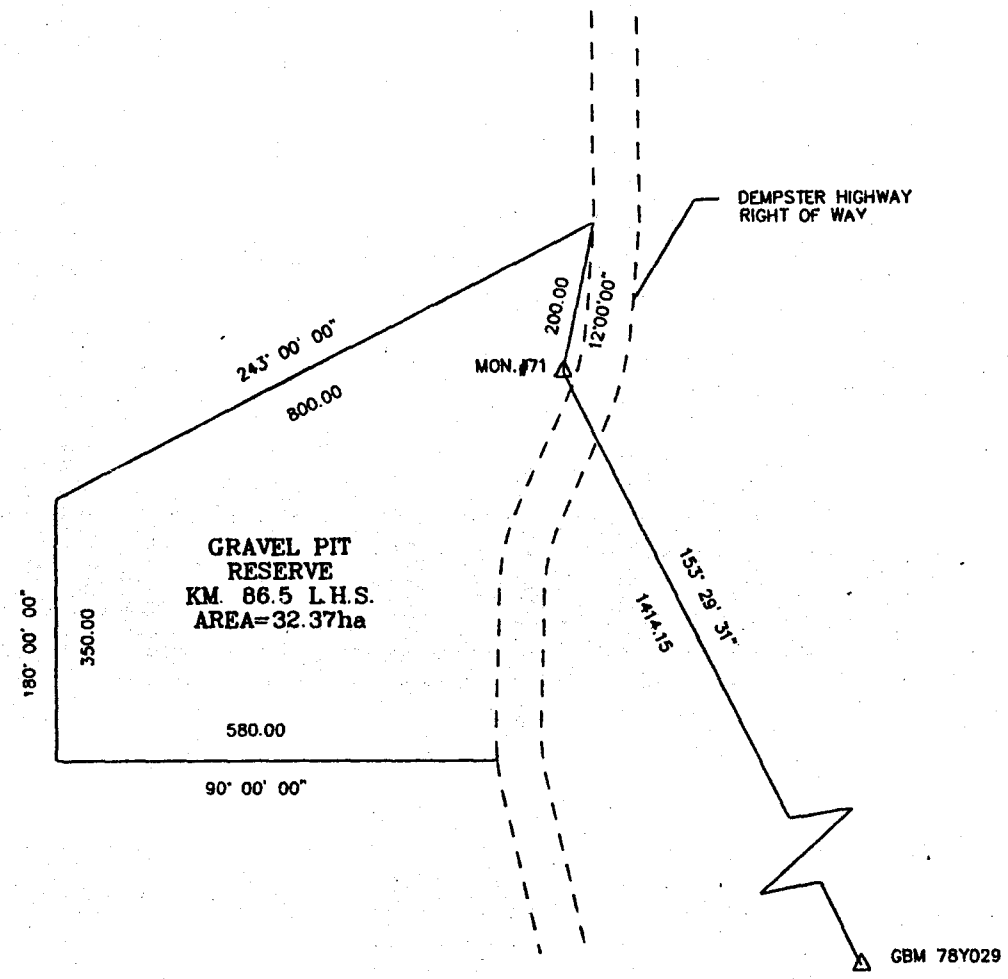 DEMPSTER HIGHWAY
RIGHT OF WAY
200.00
12°00'00"
MON.#71
243° 00' 00"
800.00
GRAVEL PIT
RESERVE
KM. 86.5 L.H.S.
AREA=32.37ha
180° 00' 00"
350.00
580.00
90° 00' 00"
153° 29' 31"
1414.15
GBM 78Y029